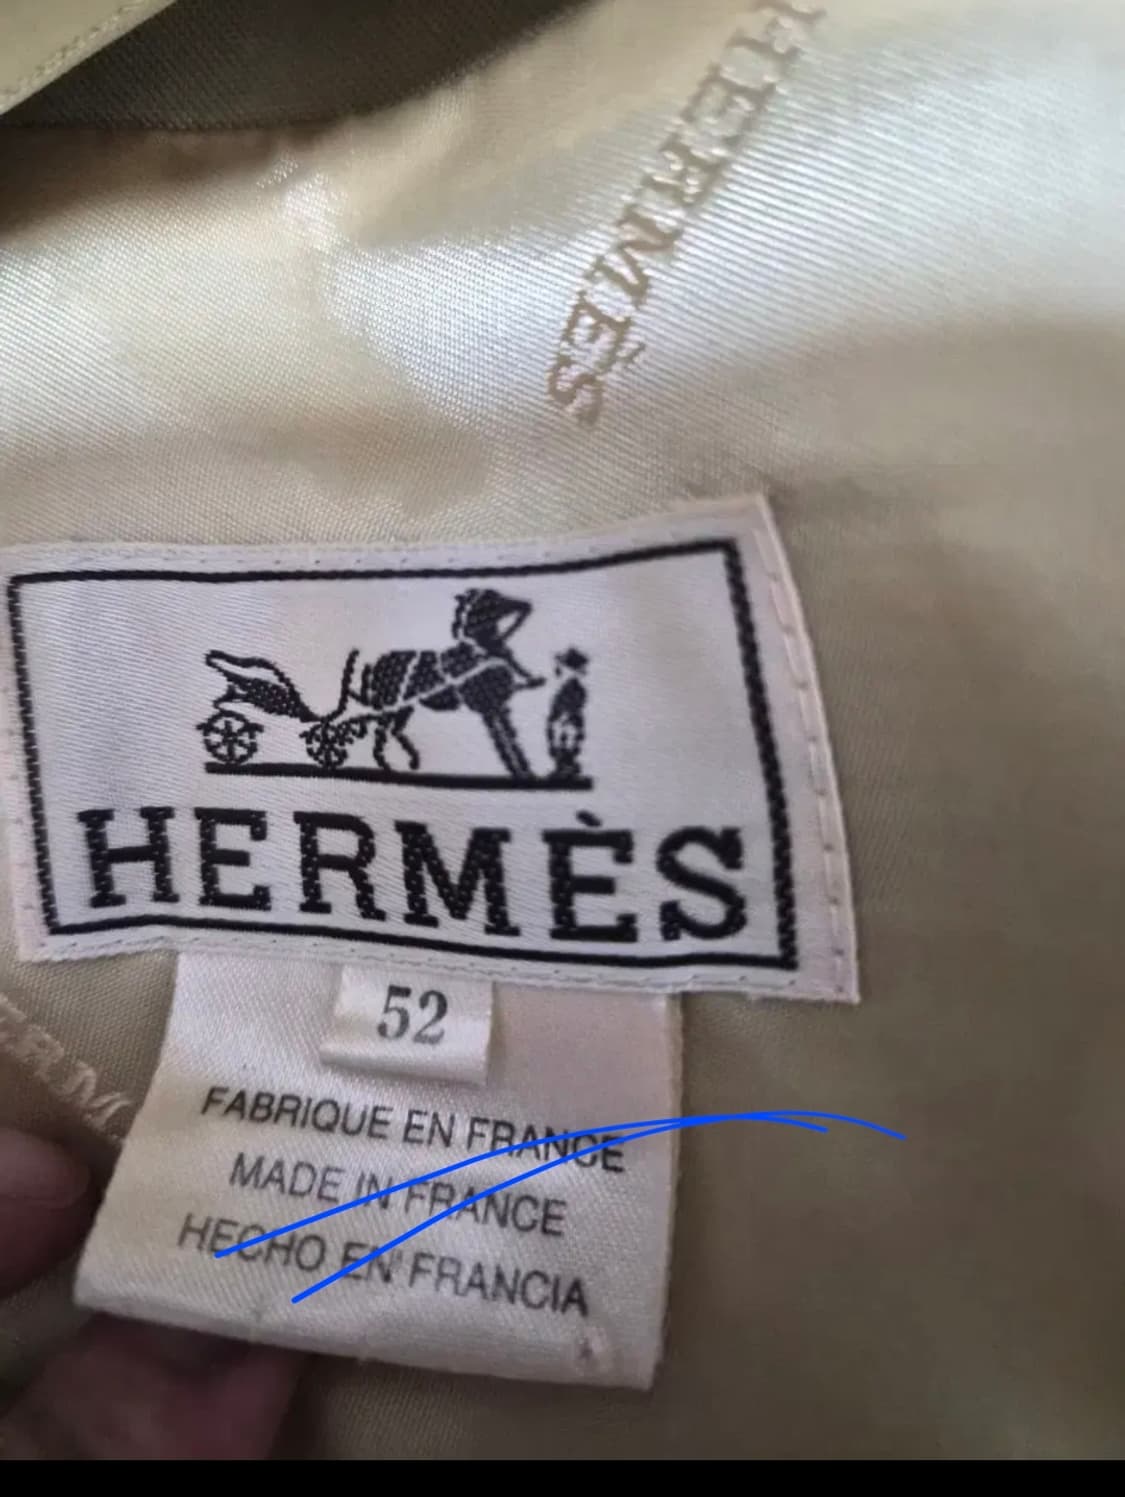 HERMÈS
HERMÈS
52
FABRIQUE EN FRANCE
MADE IN FRANCE
HECHO EN FRANCIA